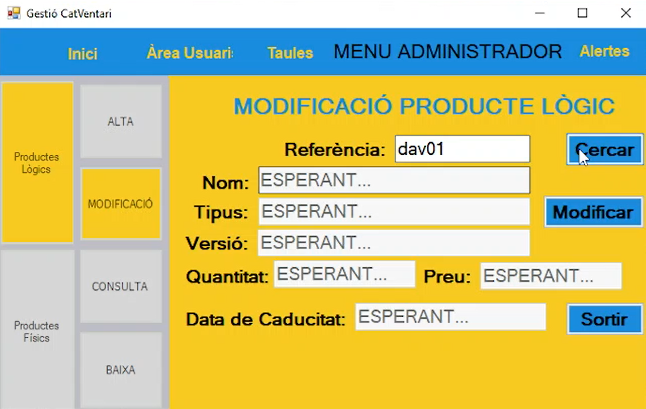 Gestió CatVentari
Inici Àrea Usuari Taules MENU ADMINISTRADOR Alertes
MODIFICACIÓ PRODUCTE LÒGIC
Productes
Lògics
ALTA
MODIFICACIÓ
CONSULTA
BAIXA
Productes
Físics
Referència: dav01 Cercar
Nom: ESPERANT...
Tipus: ESPERANT... Modificar
Versió: ESPERANT...
Quantitat: ESPERANT... Preu: ESPERANT...
Data de Caducitat: ESPERANT... Sortir